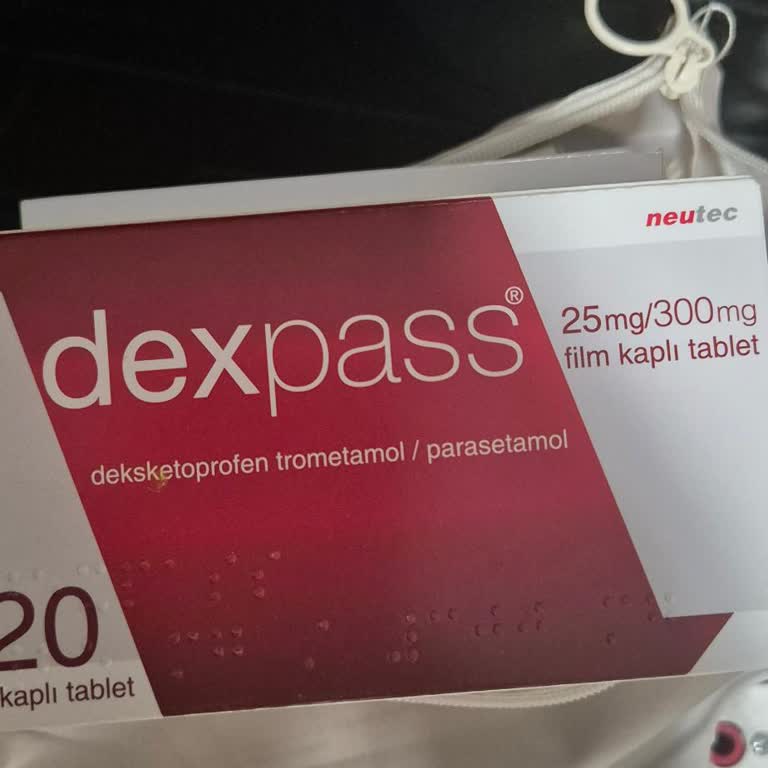 neutec
dexpass®
25mg/300mg
film kaplı tablet
deksketoprofen trometamol / parasetamol
20
kaplı tablet